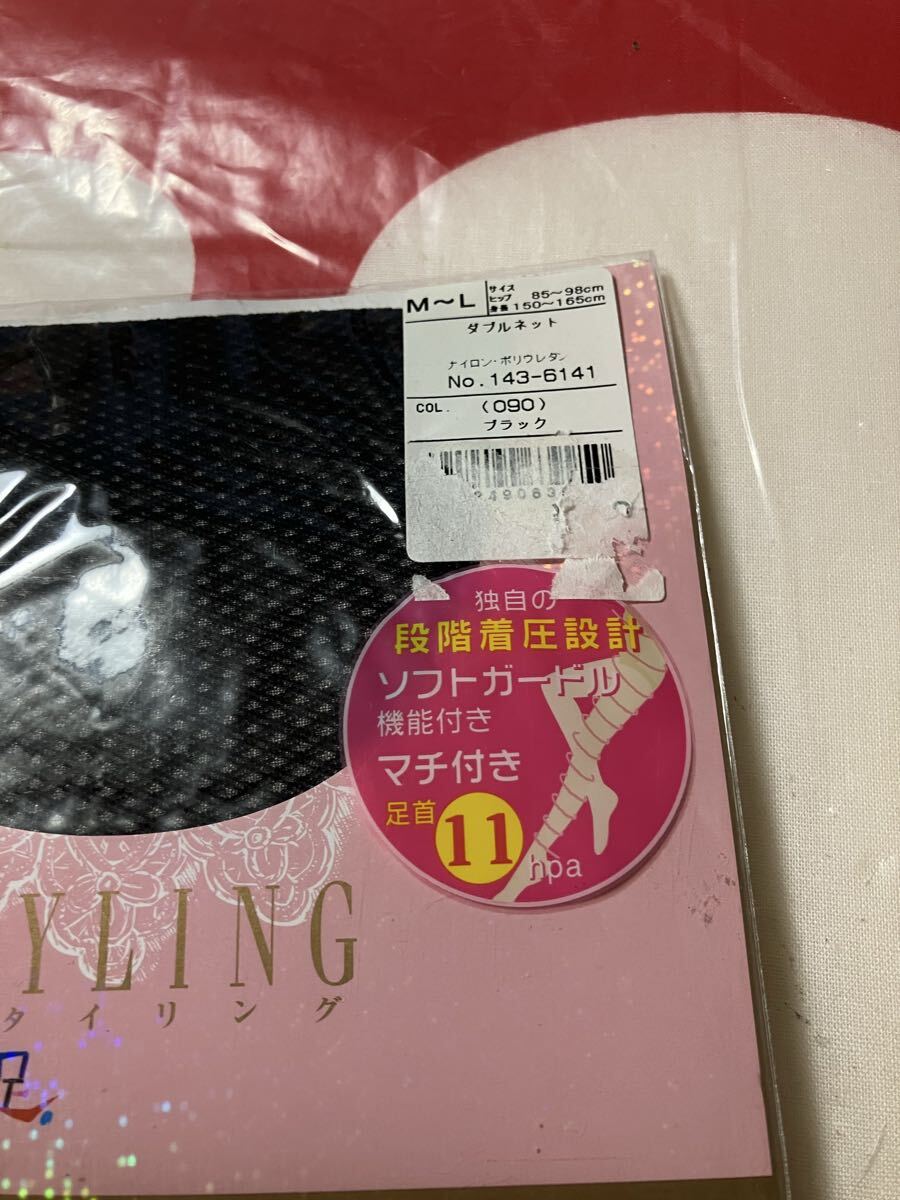 M〜L
サイズ
ヒップ 85〜98cm
身長 150〜165cm
ダブルネット
ナイロン・ポリウレタン
No. 143-6141
COL. (090)
ブラック
49063
独自の
段階着圧設計
ソフトガードル
機能付き
マチ付き
足首 11 hpa
YLING
タイリング